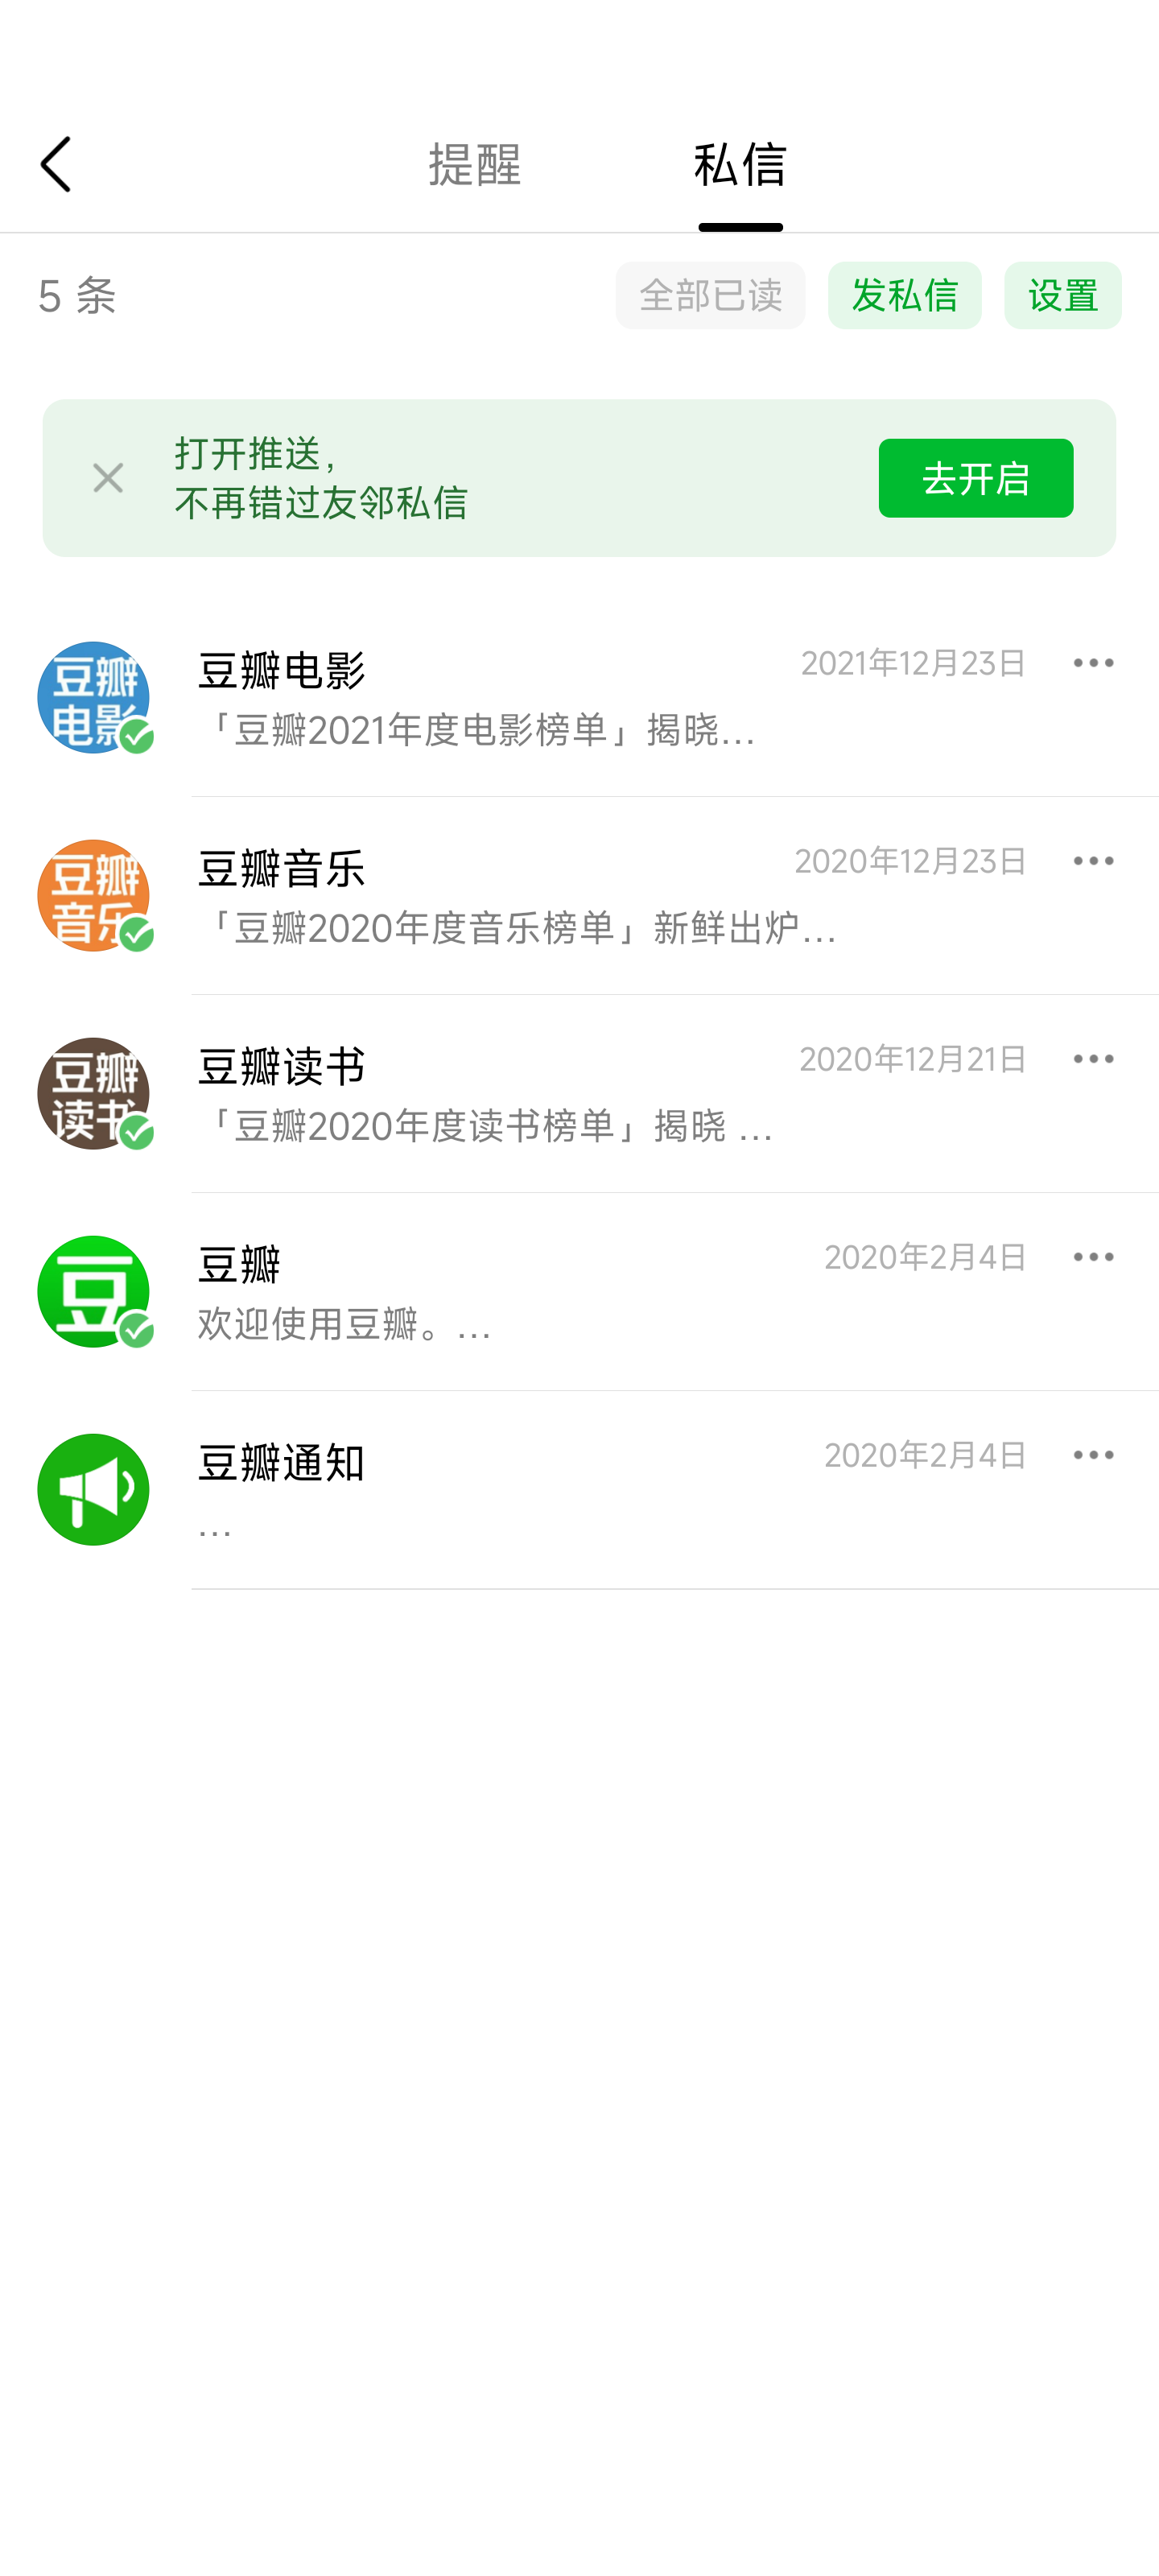 提醒 私信
5 条 全部已读 发私信 设置
打开推送，
不再错过友邻私信
去开启
豆瓣
电影
豆瓣电影 2021年12月23日
「豆瓣2021年度电影榜单」揭晓...
豆瓣
音乐
豆瓣音乐 2020年12月23日
「豆瓣2020年度音乐榜单」新鲜出炉...
豆瓣
读书
豆瓣读书 2020年12月21日
「豆瓣2020年度读书榜单」揭晓 ...
豆
豆瓣 2020年2月4日
欢迎使用豆瓣。...
豆瓣通知 2020年2月4日
...